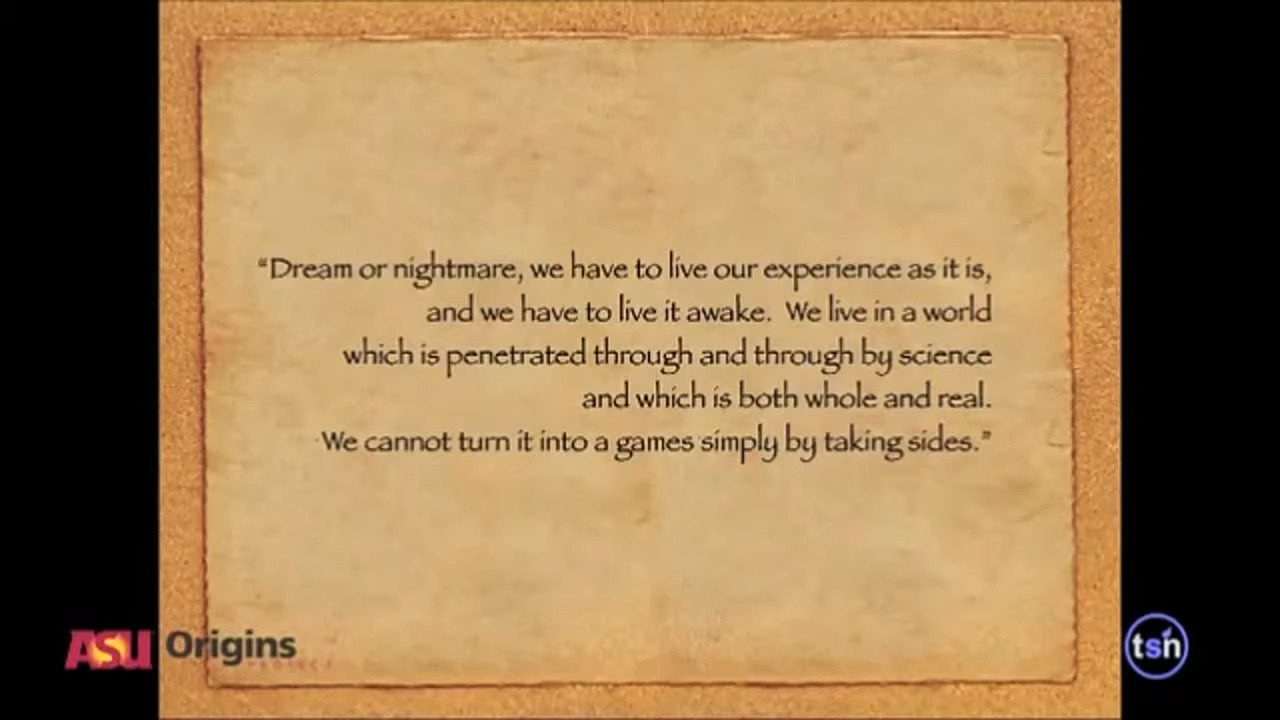 “Dream or nightmare, we have to live our experience as it is,
and we have to live it awake. We live in a world
which is penetrated through and through by science
and which is both whole and real.
We cannot turn it into a games simply by taking sides.”
ASU Origins
PROJECT
tsn